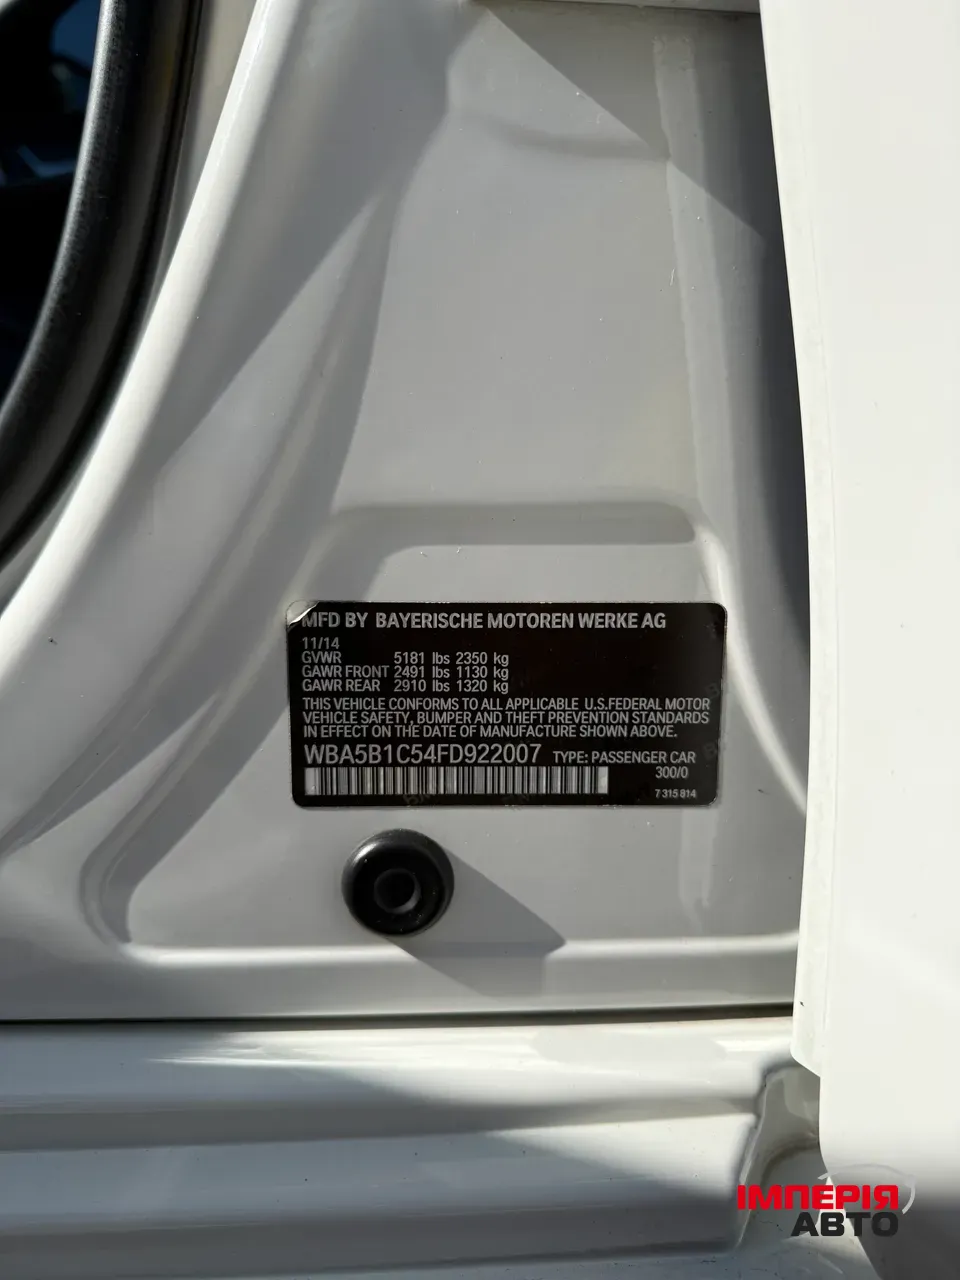 MFD BY BAYERISCHE MOTOREN WERKE AG
11/14
GVWR 5181 lbs 2350 kg
GAWR FRONT 2491 lbs 1130 kg
GAWR REAR 2910 lbs 1320 kg
THIS VEHICLE CONFORMS TO ALL APPLICABLE U.S.FEDERAL MOTOR
VEHICLE SAFETY, BUMPER AND THEFT PREVENTION STANDARDS
IN EFFECT ON THE DATE OF MANUFACTURE SHOWN ABOVE.
WBA5B1C54FD922007 TYPE: PASSENGER CAR
300/0
7 315 814
ІМПЕРІЯ
АВТО